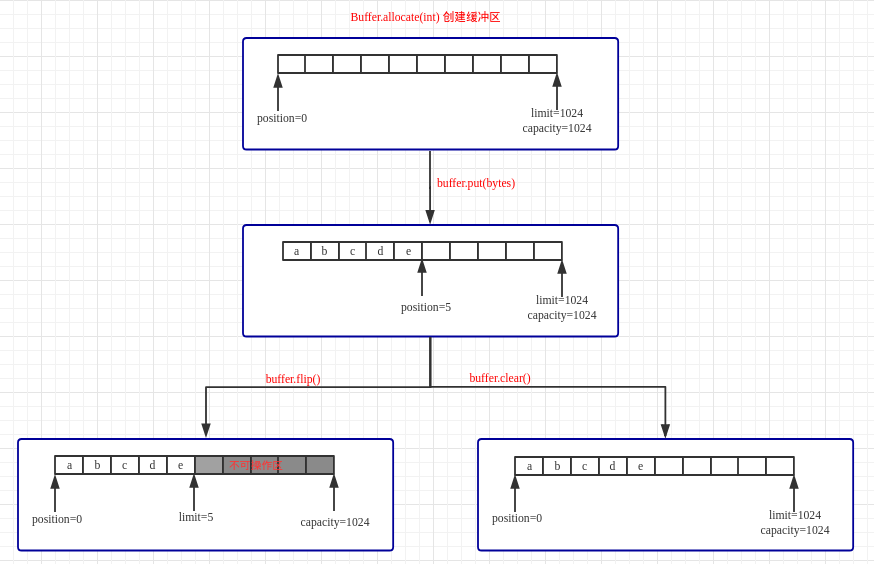 Buffer.allocate(int) 创建缓冲区
position=0
limit=1024
capacity=1024
buffer.put(bytes)
a b c d e
position=5
limit=1024
capacity=1024
buffer.flip()
buffer.clear()
a b c d e 不可操作区
position=0
limit=5
capacity=1024
a b c d e
position=0
limit=1024
capacity=1024